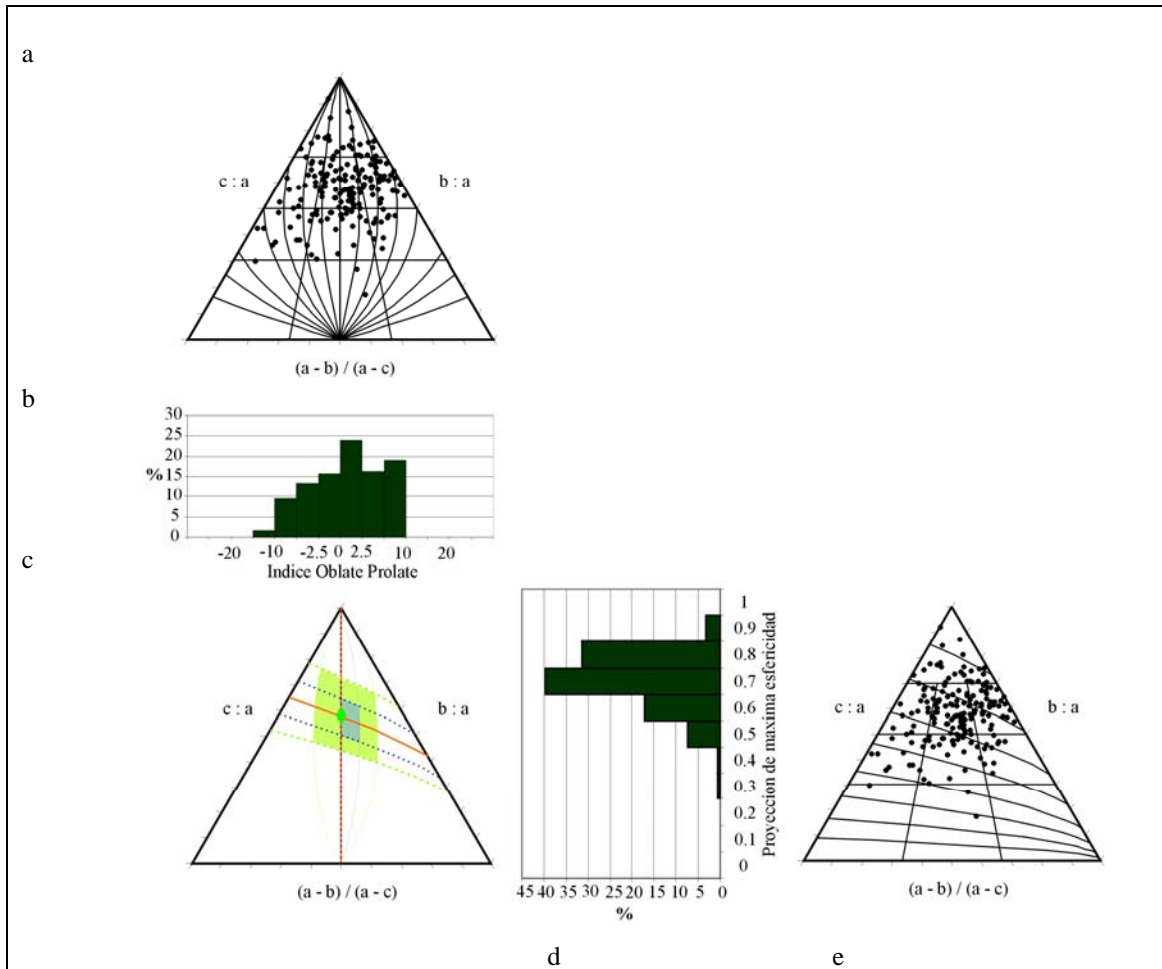 a
c : a
b : a
(a - b) / (a - c)
b
30
25
20
%15
10
5
0
-20 -10 -2.5 0 2.5 10 20
Indice Oblate Prolate
c
c : a
b : a
(a - b) / (a - c)
1
0.9
0.8
0.7
0.6
0.5
0.4
0.3
0.2
0.1
0
Proyeccion de maxima esfericidad
45 40 35 30 25 20 15 10 5 0
%
c : a
b : a
(a - b) / (a - c)
d
e